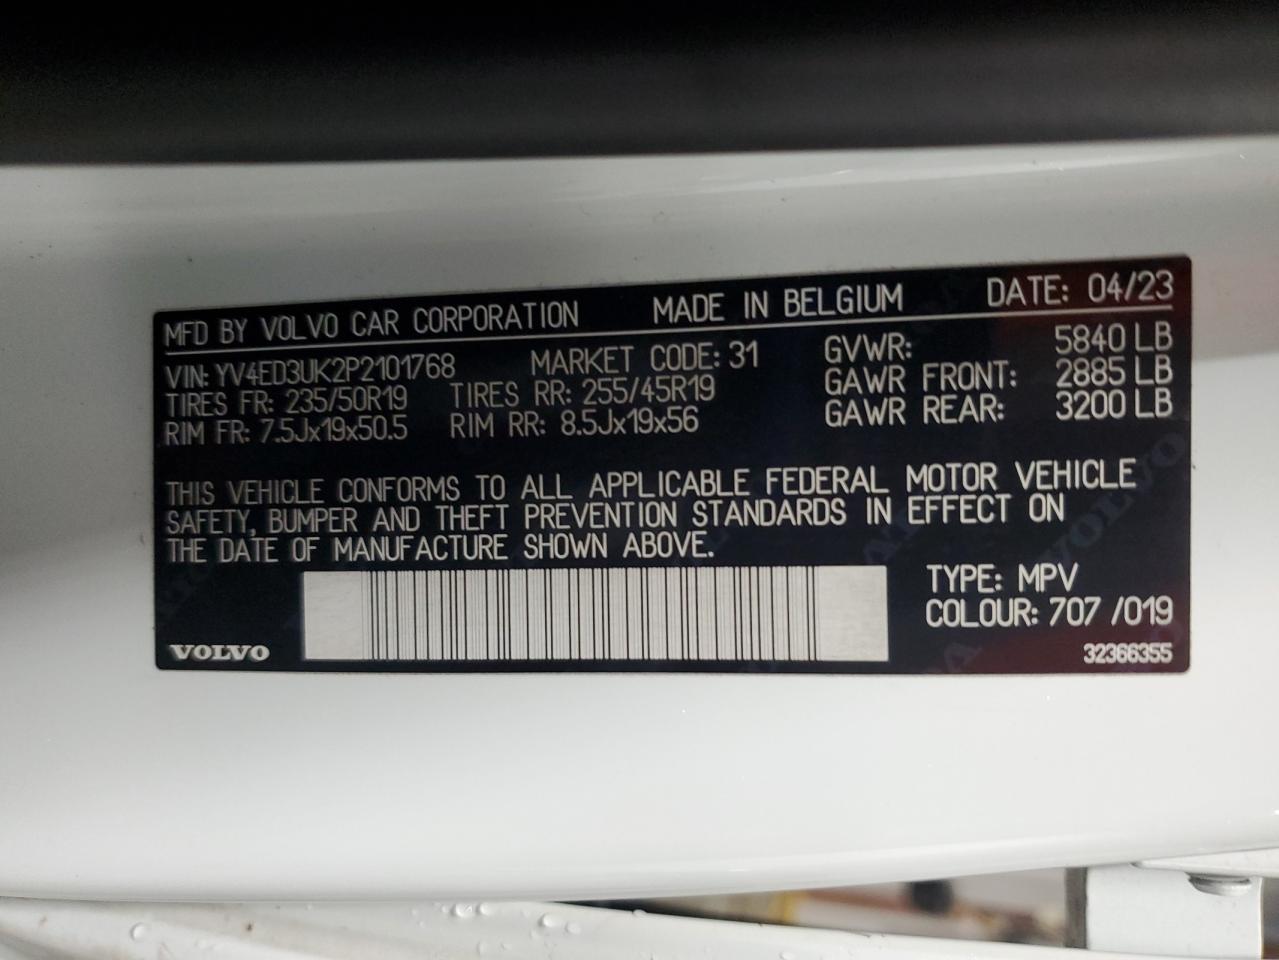 MFD BY VOLVO CAR CORPORATION MADE IN BELGIUM DATE: 04/23
VIN: YV4ED3UK2P2101768 MARKET CODE: 31 GVWR: 5840 LB
TIRES FR: 235/50R19 TIRES RR: 255/45R19 GAWR FRONT: 2885 LB
RIM FR: 7.5Jx19x50.5 RIM RR: 8.5Jx19x56 GAWR REAR: 3200 LB
THIS VEHICLE CONFORMS TO ALL APPLICABLE FEDERAL MOTOR VEHICLE
SAFETY, BUMPER AND THEFT PREVENTION STANDARDS IN EFFECT ON
THE DATE OF MANUFACTURE SHOWN ABOVE.
TYPE: MPV
COLOUR: 707 /019
VOLVO 32366355